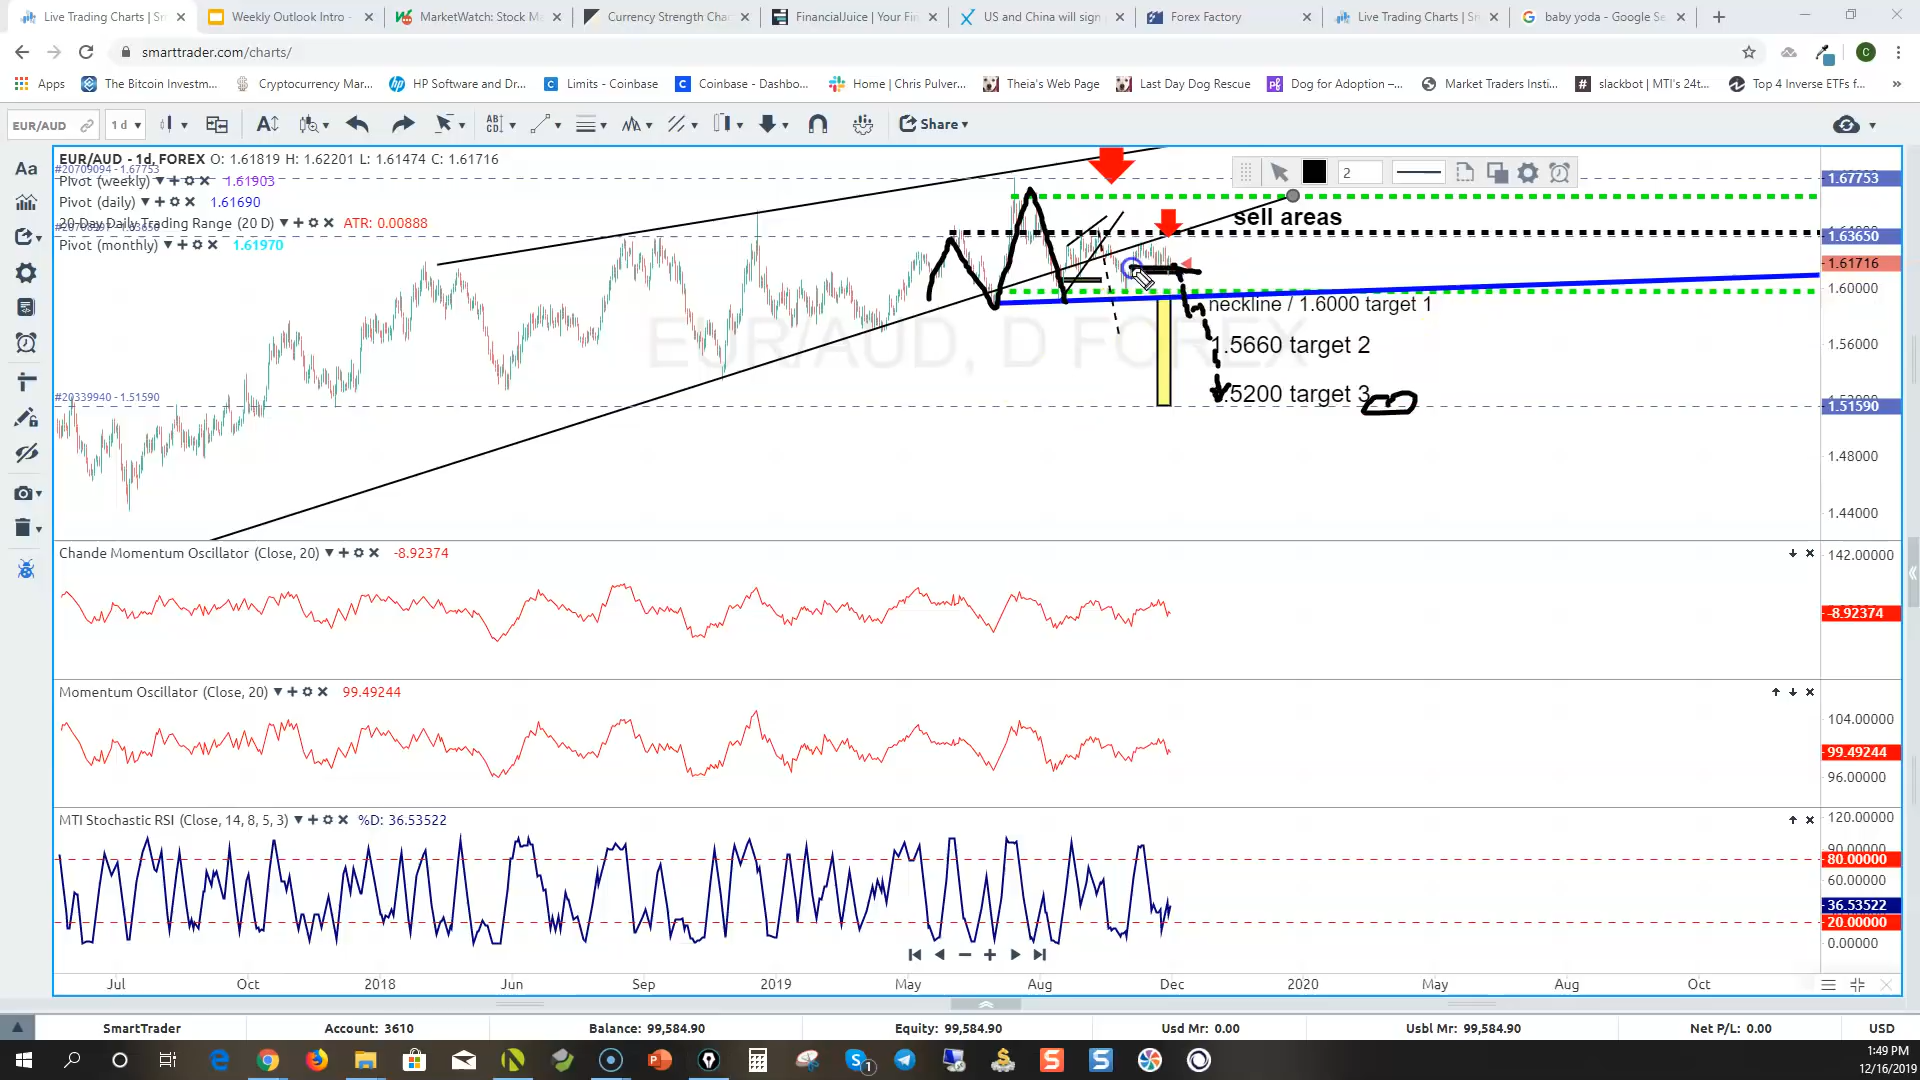 Live Trading Charts | Sm
Weekly Outlook Intro -
MarketWatch: Stock M
Currency Strength Char
FinancialJuice | Your Fin
US and China will sign
Forex Factory
Live Trading Charts | Sm
baby yoda - Google Se
smarttrader.com/charts/
C
Apps
The Bitcoin Investm...
Cryptocurrency Mar...
HP Software and Dr...
Limits - Coinbase
Coinbase - Dashbo...
Home | Chris Pulver...
Theia's Web Page
Last Day Dog Rescue
Dog for Adoption –...
Market Traders Insti...
slackbot | MTI's 24t...
Top 4 Inverse ETFs f...
EUR/AUD
1 d
Share
2
EUR/AUD - 1d, FOREX O: 1.61819 H: 1.62201 L: 1.61474 C: 1.61716
#20709094 - 1.67753
Pivot (weekly) 1.61903
Pivot (daily) 1.61690
20-Day Daily Trading Range (20 D) ATR: 0.00888
Pivot (monthly) 1.61970
EUR/AUD, D FOREX
sell areas
neckline / 1.6000 target 1
1.5660 target 2
5200 target 3
#20339940 - 1.51590
1.67753
1.63650
1.61716
1.60000
1.56000
1.51590
1.48000
1.44000
Chande Momentum Oscillator (Close, 20) -8.92374
142.00000
-8.92374
Momentum Oscillator (Close, 20) 99.49244
104.00000
99.49244
96.00000
MTI Stochastic RSI (Close, 14, 8, 5, 3) %D: 36.53522
120.00000
80.00000
60.00000
36.53522
20.00000
0.00000
Jul
Oct
2018
Jun
Sep
2019
May
Aug
Dec
2020
May
Aug
Oct
SmartTrader
Account: 3610
Balance: 99,584.90
Equity: 99,584.90
Usd Mr: 0.00
Usbl Mr: 99,584.90
Net P/L: 0.00
USD
1:49 PM
12/16/2019